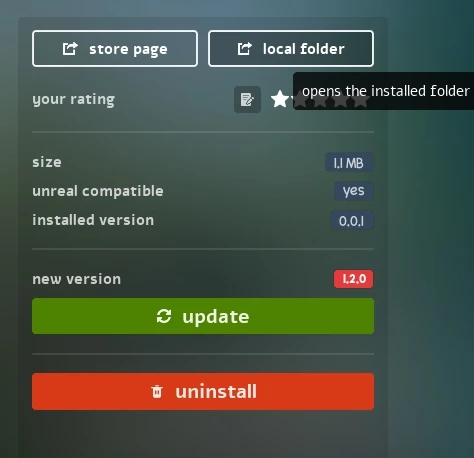 store page local folder
your rating
opens the installed folder
size 1.1 MB
unreal compatible yes
installed version 0.0.1
new version 1.2.0
update
uninstall